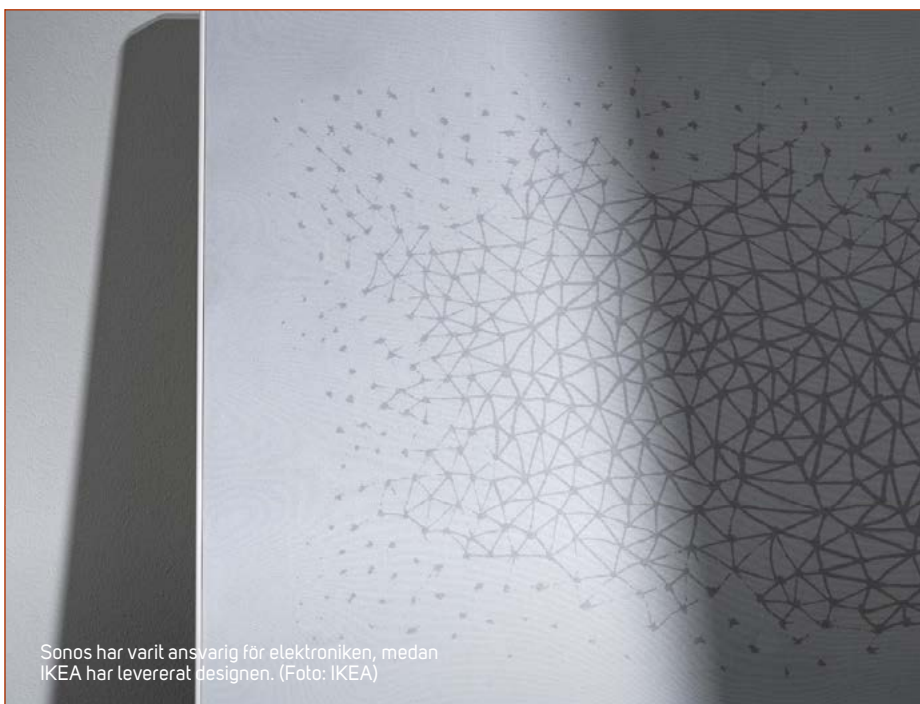 Sonos har varit ansvarig för elektroniken, medan
IKEA har levererat designen. (Foto: IKEA)